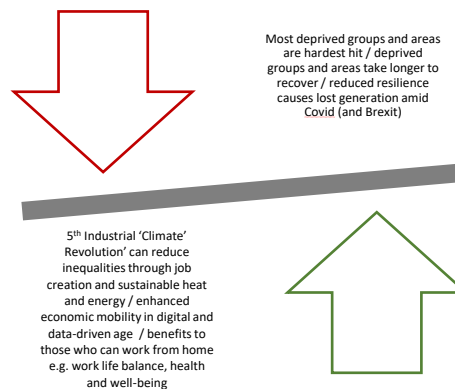 Most deprived groups and areas
are hardest hit / deprived
groups and areas take longer to
recover / reduced resilience
causes lost generation amid
Covid (and Brexit)
5th Industrial ‘Climate’
Revolution’ can reduce
inequalities through job
creation and sustainable heat
and energy / enhanced
economic mobility in digital and
data-driven age  / benefits to
those who can work from home
e.g. work life balance, health
and well-being